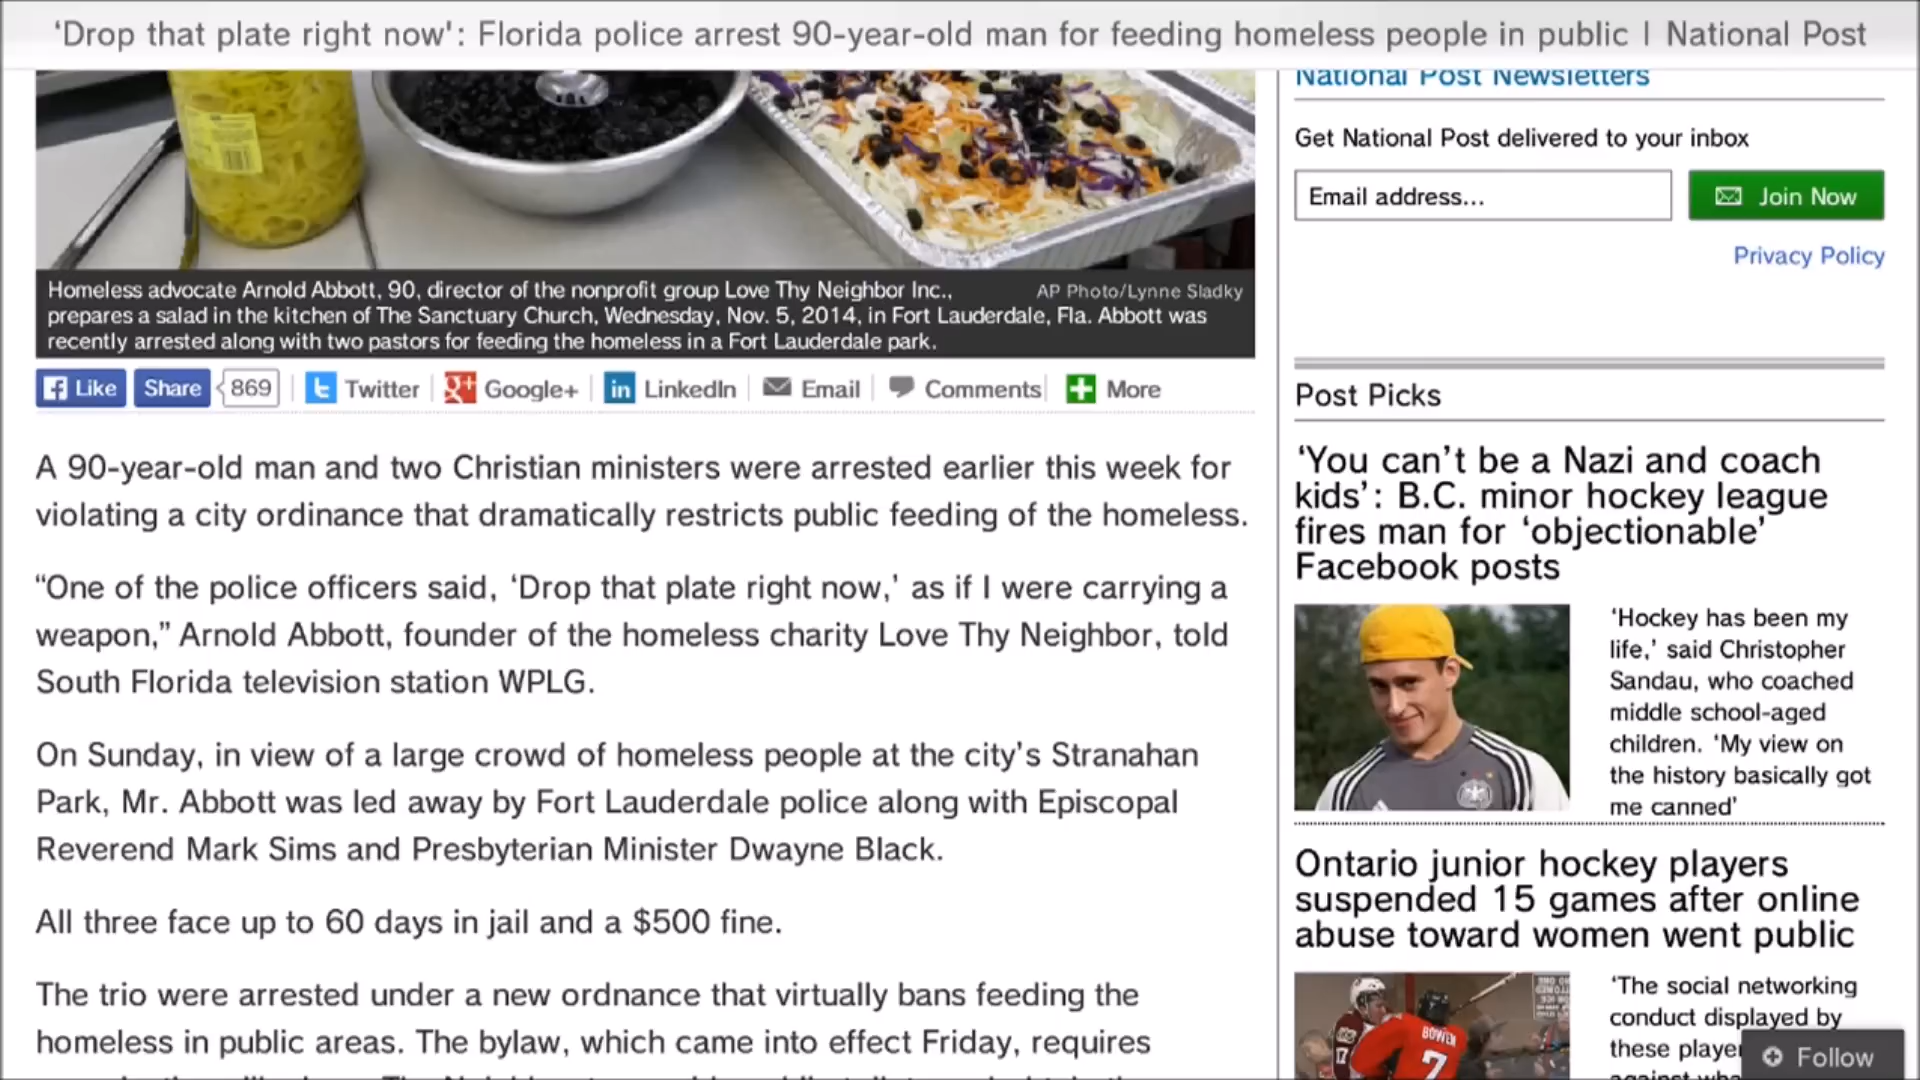 ‘Drop that plate right now': Florida police arrest 90-year-old man for feeding homeless people in public | National Post
Homeless advocate Arnold Abbott, 90, director of the nonprofit group Love Thy Neighbor Inc.,
AP Photo/Lynne Sladky
prepares a salad in the kitchen of The Sanctuary Church, Wednesday, Nov. 5, 2014, in Fort Lauderdale, Fla. Abbott was
recently arrested along with two pastors for feeding the homeless in a Fort Lauderdale park.
Like Share 869 Twitter Google+ LinkedIn Email Comments More
A 90-year-old man and two Christian ministers were arrested earlier this week for
violating a city ordinance that dramatically restricts public feeding of the homeless.
“One of the police officers said, ‘Drop that plate right now,’ as if I were carrying a
weapon,” Arnold Abbott, founder of the homeless charity Love Thy Neighbor, told
South Florida television station WPLG.
On Sunday, in view of a large crowd of homeless people at the city’s Stranahan
Park, Mr. Abbott was led away by Fort Lauderdale police along with Episcopal
Reverend Mark Sims and Presbyterian Minister Dwayne Black.
All three face up to 60 days in jail and a $500 fine.
The trio were arrested under a new ordnance that virtually bans feeding the
homeless in public areas. The bylaw, which came into effect Friday, requires
National Post Newsletters
Get National Post delivered to your inbox
Email address...
Join Now
Privacy Policy
Post Picks
‘You can’t be a Nazi and coach
kids’: B.C. minor hockey league
fires man for ‘objectionable’
Facebook posts
‘Hockey has been my
life,’ said Christopher
Sandau, who coached
middle school-aged
children. ‘My view on
the history basically got
me canned’
Ontario junior hockey players
suspended 15 games after online
abuse toward women went public
BOWEN
7
‘The social networking
conduct displayed by
these player
Follow